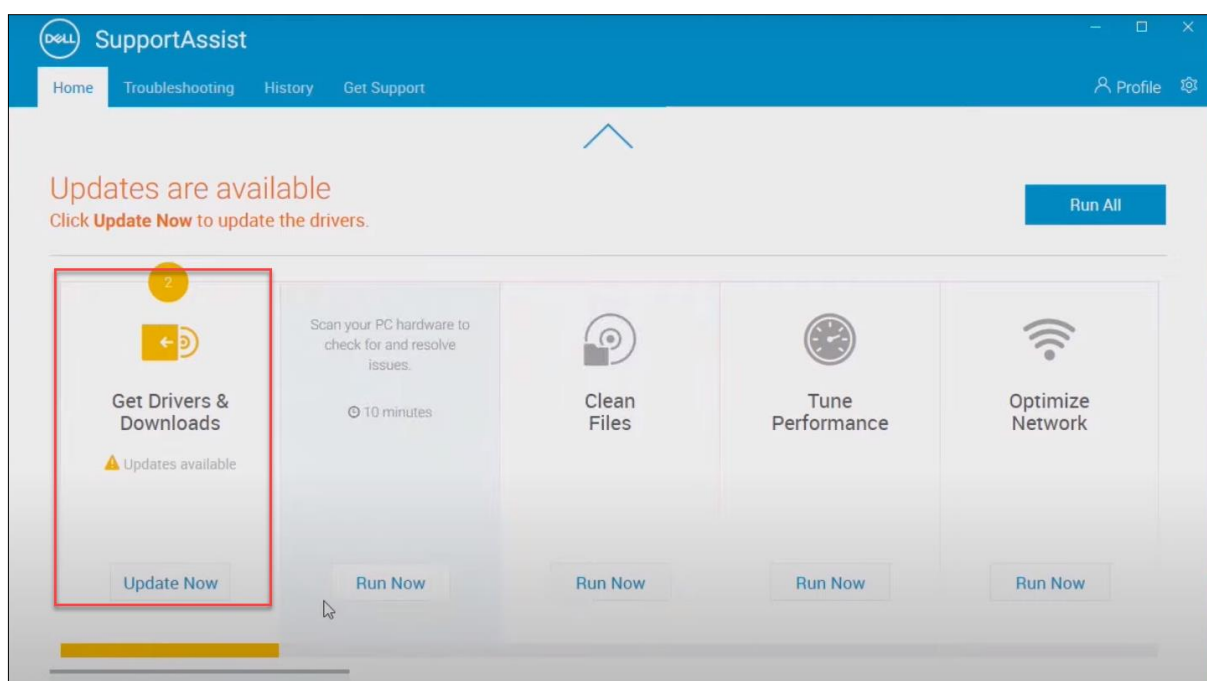 DELL SupportAssist
Home Troubleshooting History Get Support Profile
Updates are available
Click Update Now to update the drivers.
Run All
2
Get Drivers &
Downloads
Updates available
Update Now
Scan your PC hardware to
check for and resolve
issues.
10 minutes
Run Now
Clean
Files
Run Now
Tune
Performance
Run Now
Optimize
Network
Run Now